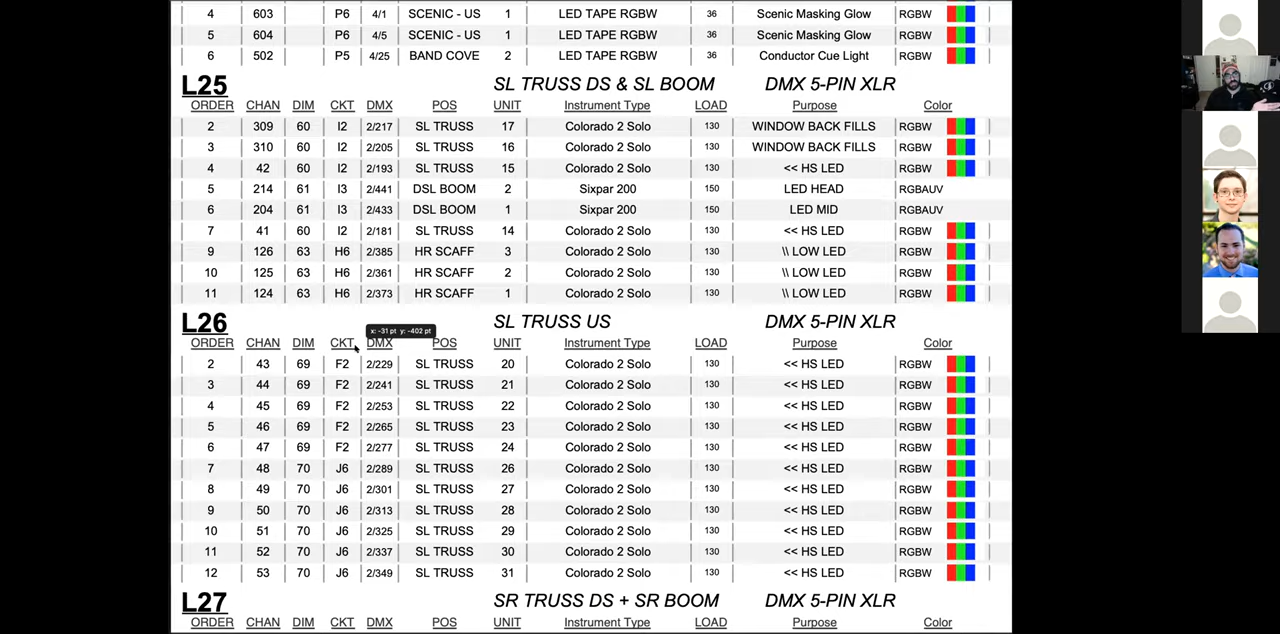 4 603 P6 4/1 SCENIC - US 1 LED TAPE RGBW 36 Scenic Masking Glow RGBW
5 604 P6 4/5 SCENIC - US 1 LED TAPE RGBW 36 Scenic Masking Glow RGBW
6 502 P5 4/25 BAND COVE 2 LED TAPE RGBW 36 Conductor Cue Light RGBW
L25 SL TRUSS DS & SL BOOM DMX 5-PIN XLR
ORDER CHAN DIM CKT DMX POS UNIT Instrument Type LOAD Purpose Color
2 309 60 I2 2/217 SL TRUSS 17 Colorado 2 Solo 130 WINDOW BACK FILLS RGBW
3 310 60 I2 2/205 SL TRUSS 16 Colorado 2 Solo 130 WINDOW BACK FILLS RGBW
4 42 60 I2 2/193 SL TRUSS 15 Colorado 2 Solo 130 << HS LED RGBW
5 214 61 I3 2/441 DSL BOOM 2 Sixpar 200 150 LED HEAD RGBAUV
6 204 61 I3 2/433 DSL BOOM 1 Sixpar 200 150 LED MID RGBAUV
7 41 60 I2 2/181 SL TRUSS 14 Colorado 2 Solo 130 << HS LED RGBW
9 126 63 H6 2/385 HR SCAFF 3 Colorado 2 Solo 130 \\ LOW LED RGBW
10 125 63 H6 2/361 HR SCAFF 2 Colorado 2 Solo 130 \\ LOW LED RGBW
11 124 63 H6 2/373 HR SCAFF 1 Colorado 2 Solo 130 \\ LOW LED RGBW
L26 SL TRUSS US DMX 5-PIN XLR
x: -31 pt y: -402 pt
ORDER CHAN DIM CKT DMX POS UNIT Instrument Type LOAD Purpose Color
2 43 69 F2 2/229 SL TRUSS 20 Colorado 2 Solo 130 << HS LED RGBW
3 44 69 F2 2/241 SL TRUSS 21 Colorado 2 Solo 130 << HS LED RGBW
4 45 69 F2 2/253 SL TRUSS 22 Colorado 2 Solo 130 << HS LED RGBW
5 46 69 F2 2/265 SL TRUSS 23 Colorado 2 Solo 130 << HS LED RGBW
6 47 69 F2 2/277 SL TRUSS 24 Colorado 2 Solo 130 << HS LED RGBW
7 48 70 J6 2/289 SL TRUSS 26 Colorado 2 Solo 130 << HS LED RGBW
8 49 70 J6 2/301 SL TRUSS 27 Colorado 2 Solo 130 << HS LED RGBW
9 50 70 J6 2/313 SL TRUSS 28 Colorado 2 Solo 130 << HS LED RGBW
10 51 70 J6 2/325 SL TRUSS 29 Colorado 2 Solo 130 << HS LED RGBW
11 52 70 J6 2/337 SL TRUSS 30 Colorado 2 Solo 130 << HS LED RGBW
12 53 70 J6 2/349 SL TRUSS 31 Colorado 2 Solo 130 << HS LED RGBW
L27 SR TRUSS DS + SR BOOM DMX 5-PIN XLR
ORDER CHAN DIM CKT DMX POS UNIT Instrument Type LOAD Purpose Color